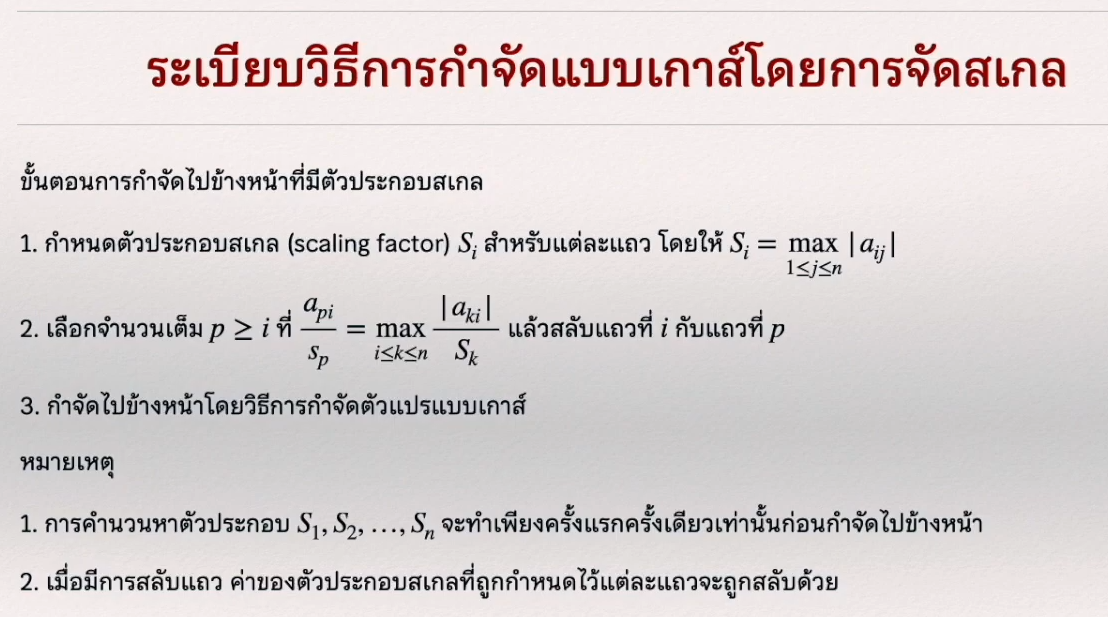 ระเบียบวิธีการกำจัดแบบเกาส์โดยการจัดสเกล
ขั้นตอนการกำจัดไปข้างหน้าที่มีตัวประกอบสเกล
1. กำหนดตัวประกอบสเกล (scaling factor) $S_i$ สำหรับแต่ละแถว โดยให้ $S_i = \max_{1 \leq j \leq n} |a_{ij}|$
2. เลือกจำนวนเต็ม $p \geq i$ ที่ $\frac{a_{pi}}{s_p} = \max_{i \leq k \leq n} \frac{|a_{ki}|}{S_k}$ แล้วสลับแถวที่ $i$ กับแถวที่ $p$
3. กำจัดไปข้างหน้าโดยวิธีการกำจัดตัวแปรแบบเกาส์
หมายเหตุ
1. การคำนวนหาตัวประกอบ $S_1, S_2, \ldots, S_n$ จะทำเพียงครั้งแรกครั้งเดียวเท่านั้นก่อนกำจัดไปข้างหน้า
2. เมื่อมีการสลับแถว ค่าของตัวประกอบสเกลที่ถูกกำหนดไว้แต่ละแถวจะถูกสลับด้วย